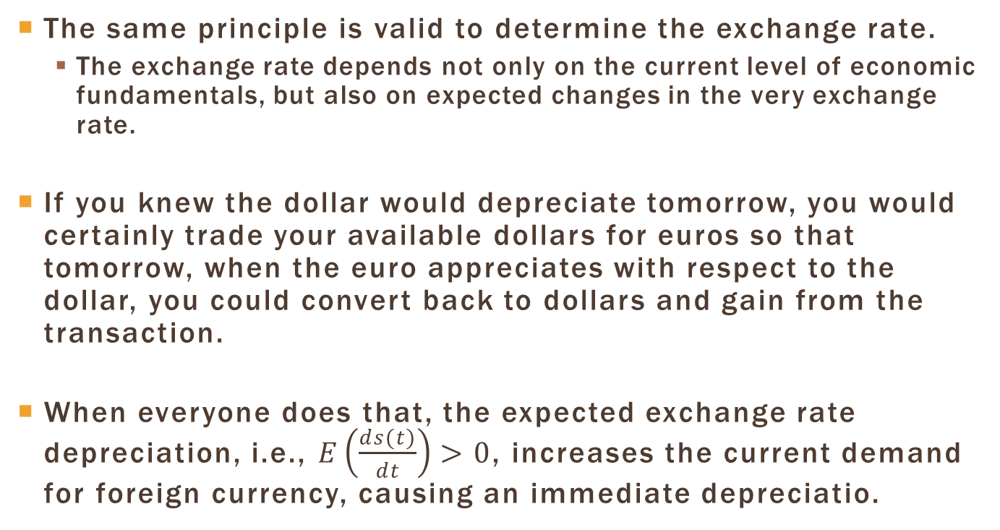 ▪ The same principle is valid to determine the exchange rate.
▪ The exchange rate depends not only on the current level of economic
fundamentals, but also on expected changes in the very exchange
rate.
▪ If you knew the dollar would depreciate tomorrow, you would
certainly trade your available dollars for euros so that
tomorrow, when the euro appreciates with respect to the
dollar, you could convert back to dollars and gain from the
transaction.
▪ When everyone does that, the expected exchange rate
depreciation, i.e., E(ds(t)/dt) > 0, increases the current demand
for foreign currency, causing an immediate depreciatio.